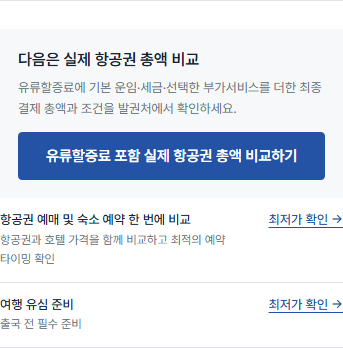 다음은 실제 항공권 총액 비교
유류할증료에 기본 운임·세금·선택한 부가서비스를 더한 최종
결제 총액과 조건을 발권처에서 확인하세요.
유류할증료 포함 실제 항공권 총액 비교하기
항공권 예매 및 숙소 예약 한 번에 비교
최저가 확인 →
항공권과 호텔 가격을 함께 비교하고 최적의 예약
타이밍 확인
여행 유심 준비
최저가 확인 →
출국 전 필수 준비